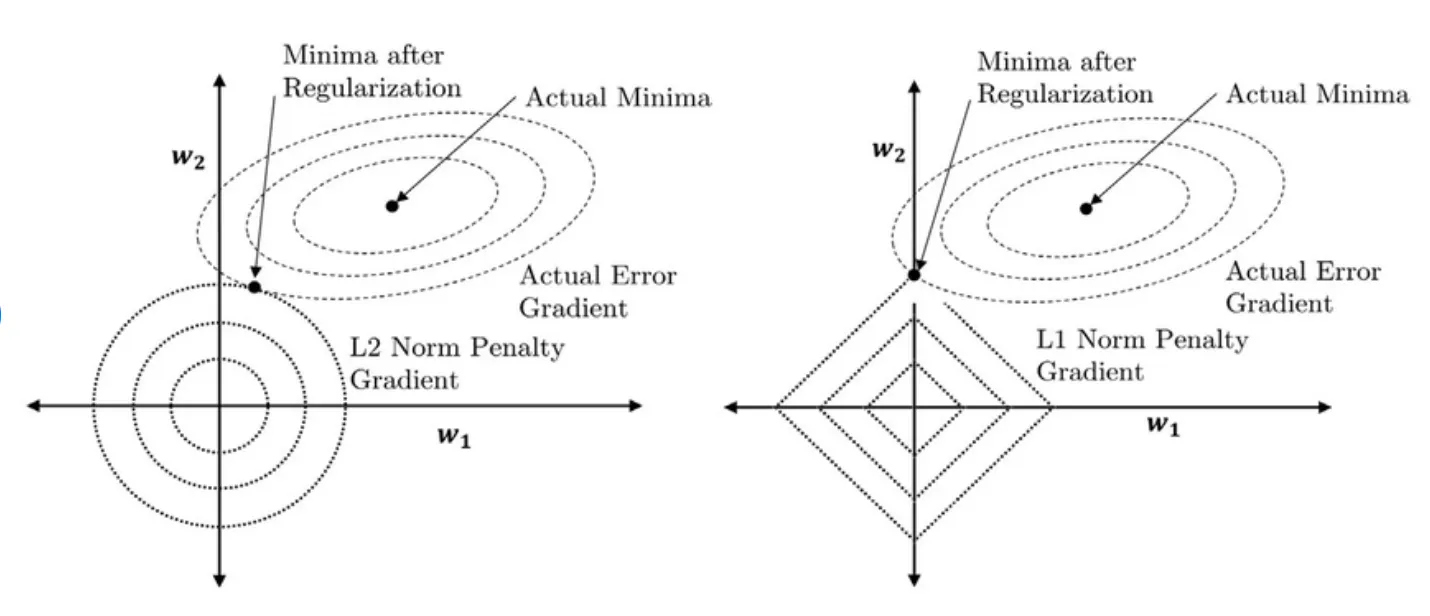 Minima after
Regularization
Actual Minima
w₂
Actual Error
Gradient
L2 Norm Penalty
Gradient
w₁
Minima after
Regularization
Actual Minima
w₂
Actual Error
Gradient
L1 Norm Penalty
Gradient
w₁